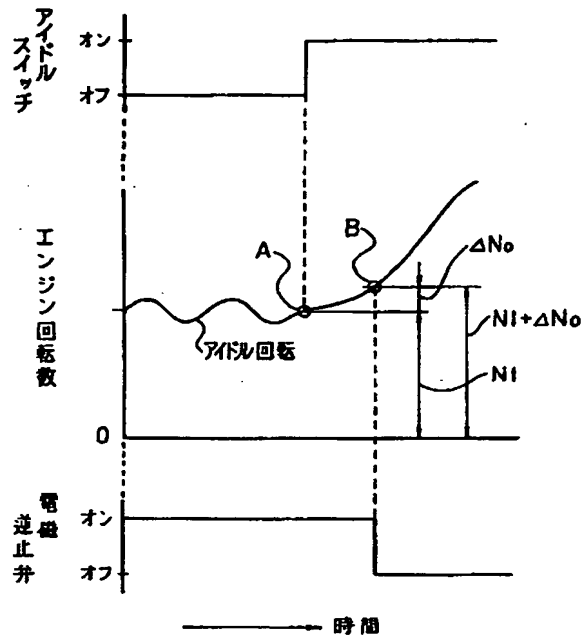 アイドル
スイッチ
オン
オフ
エンジン回転数
A
B
ΔNo
N1+ΔNo
N1
アイドル回転
0
電磁
逆止弁
オン
オフ
時間